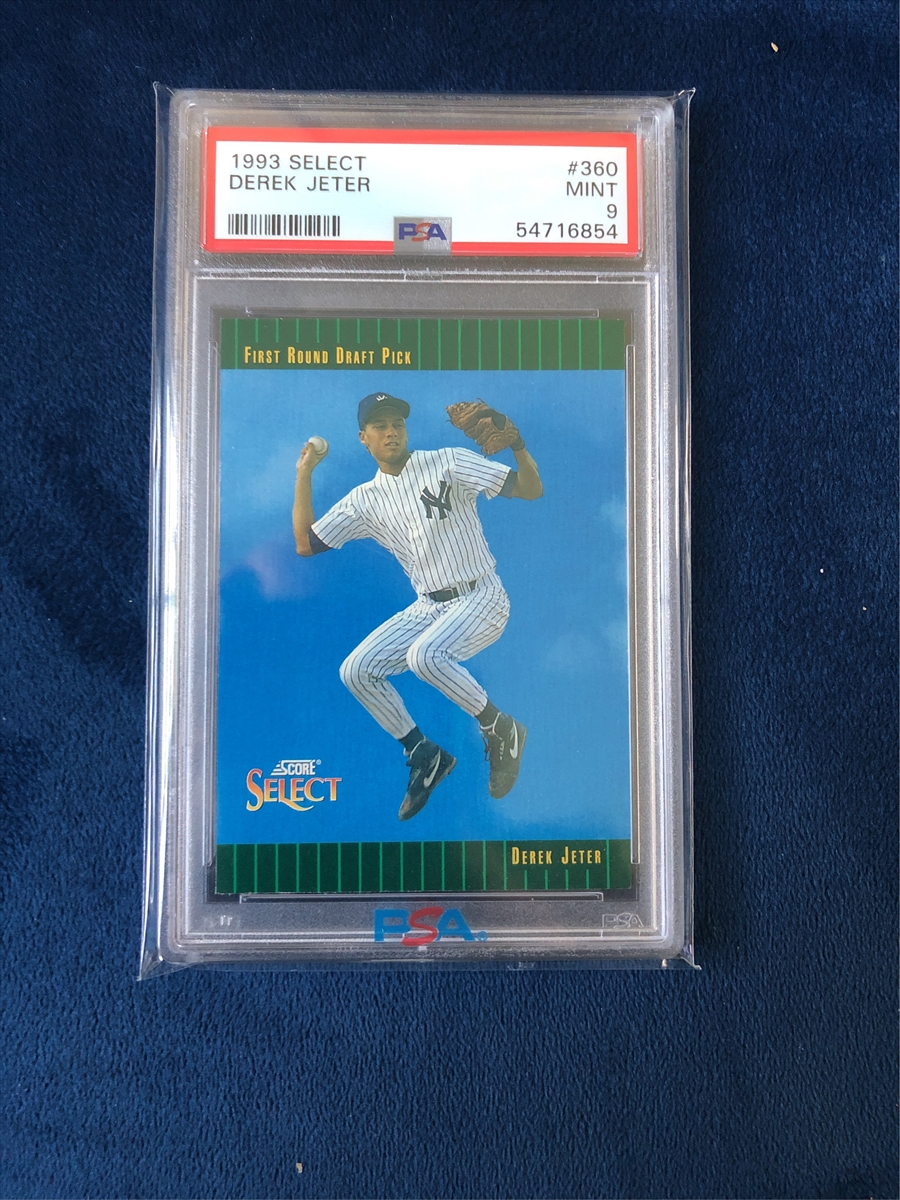 1993 SELECT
DEREK JETER
#360
MINT
9
54716854
PSA
FIRST ROUND DRAFT PICK
NY
SCORE®
SELECT
DEREK JETER
PSA®
PSA